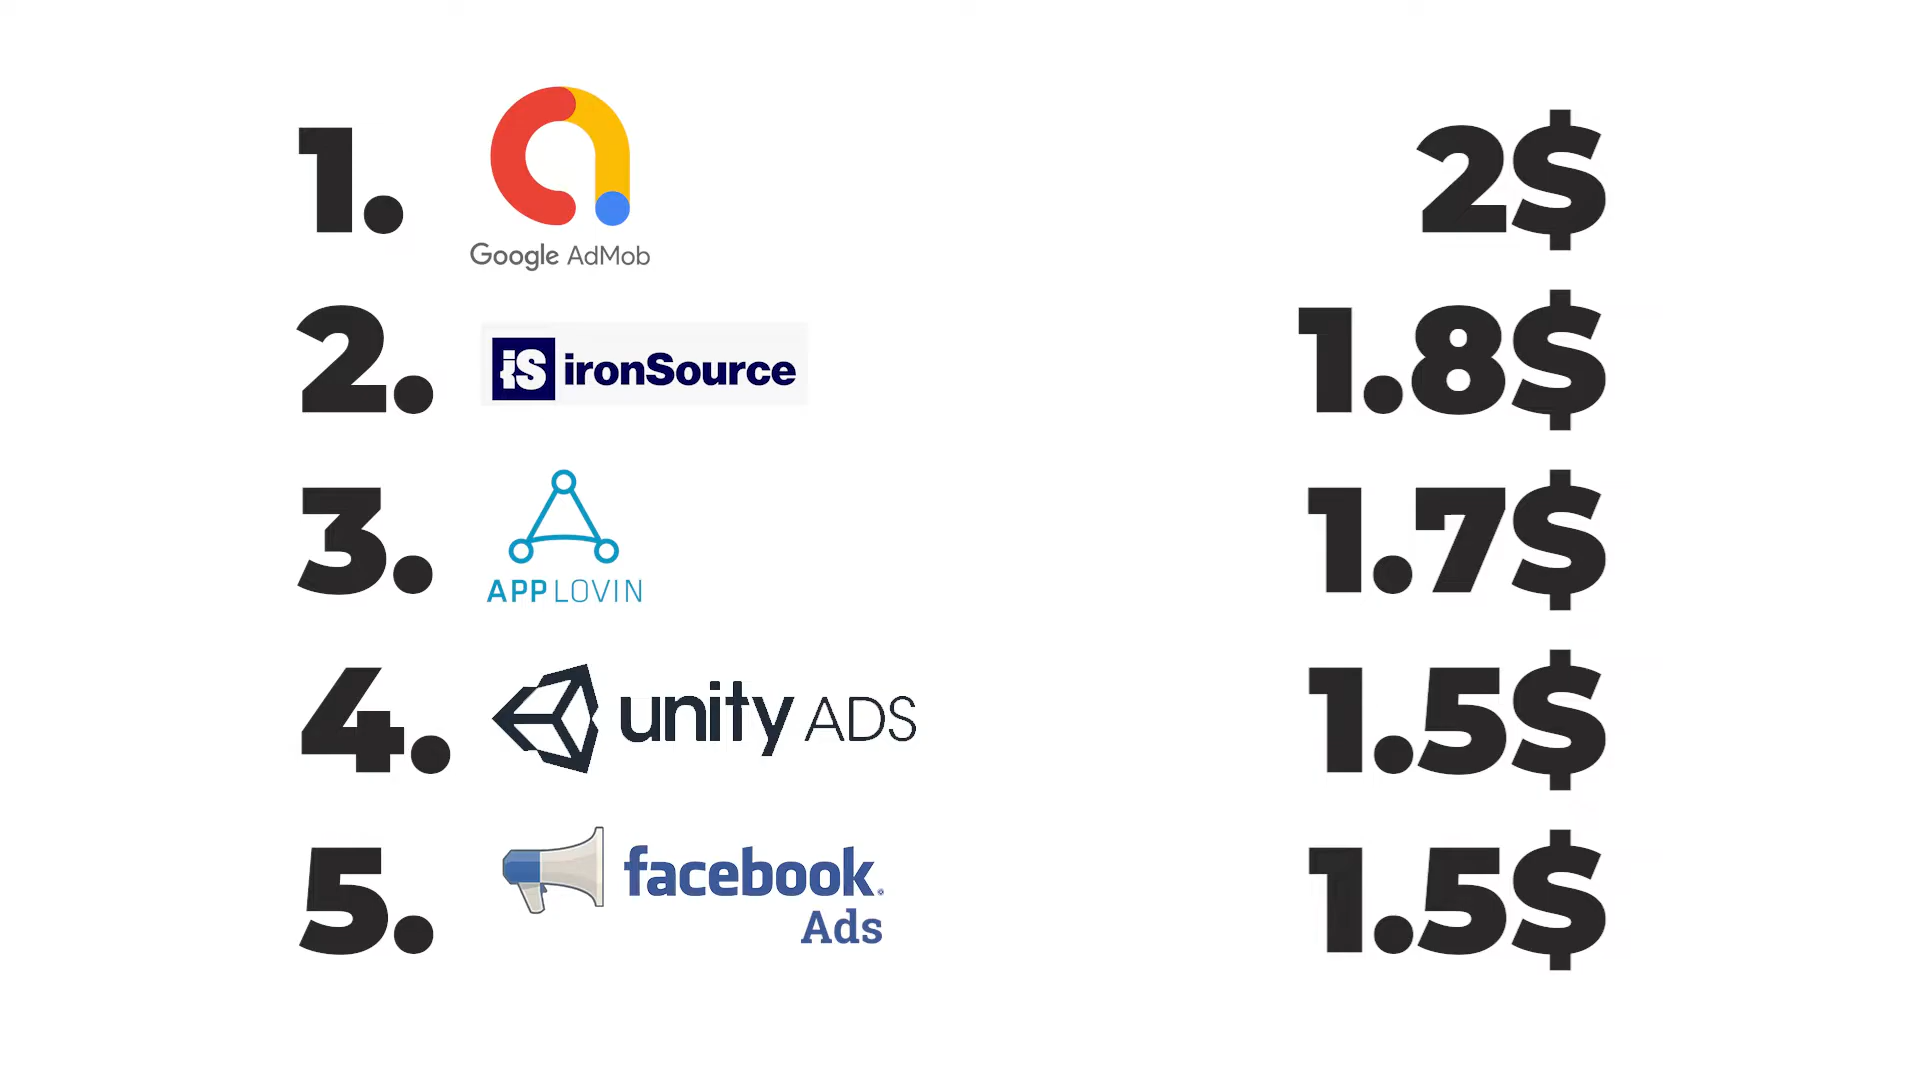 1. Google AdMob 2$
2. iS ironSource 1.8$
3. APPLOVIN 1.7$
4. unity ADS 1.5$
5. facebook Ads 1.5$